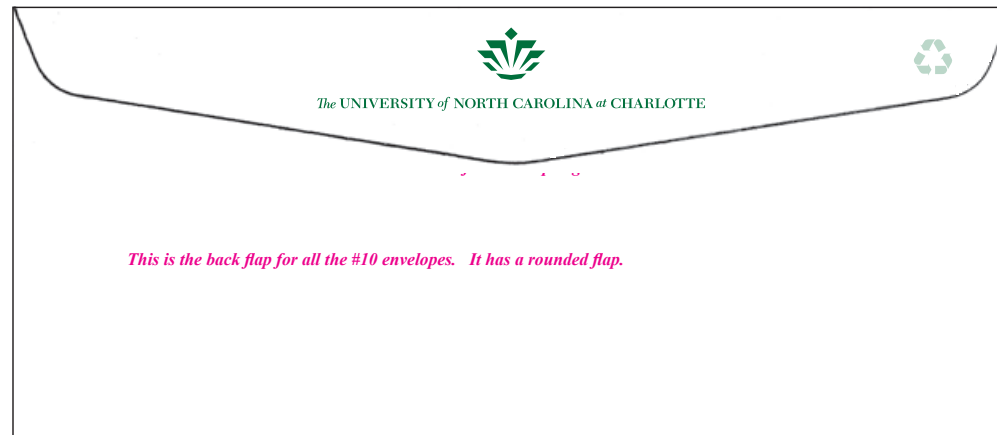 The UNIVERSITY of NORTH CAROLINA at CHARLOTTE
This is the back flap for all the #10 envelopes. It has a rounded flap.